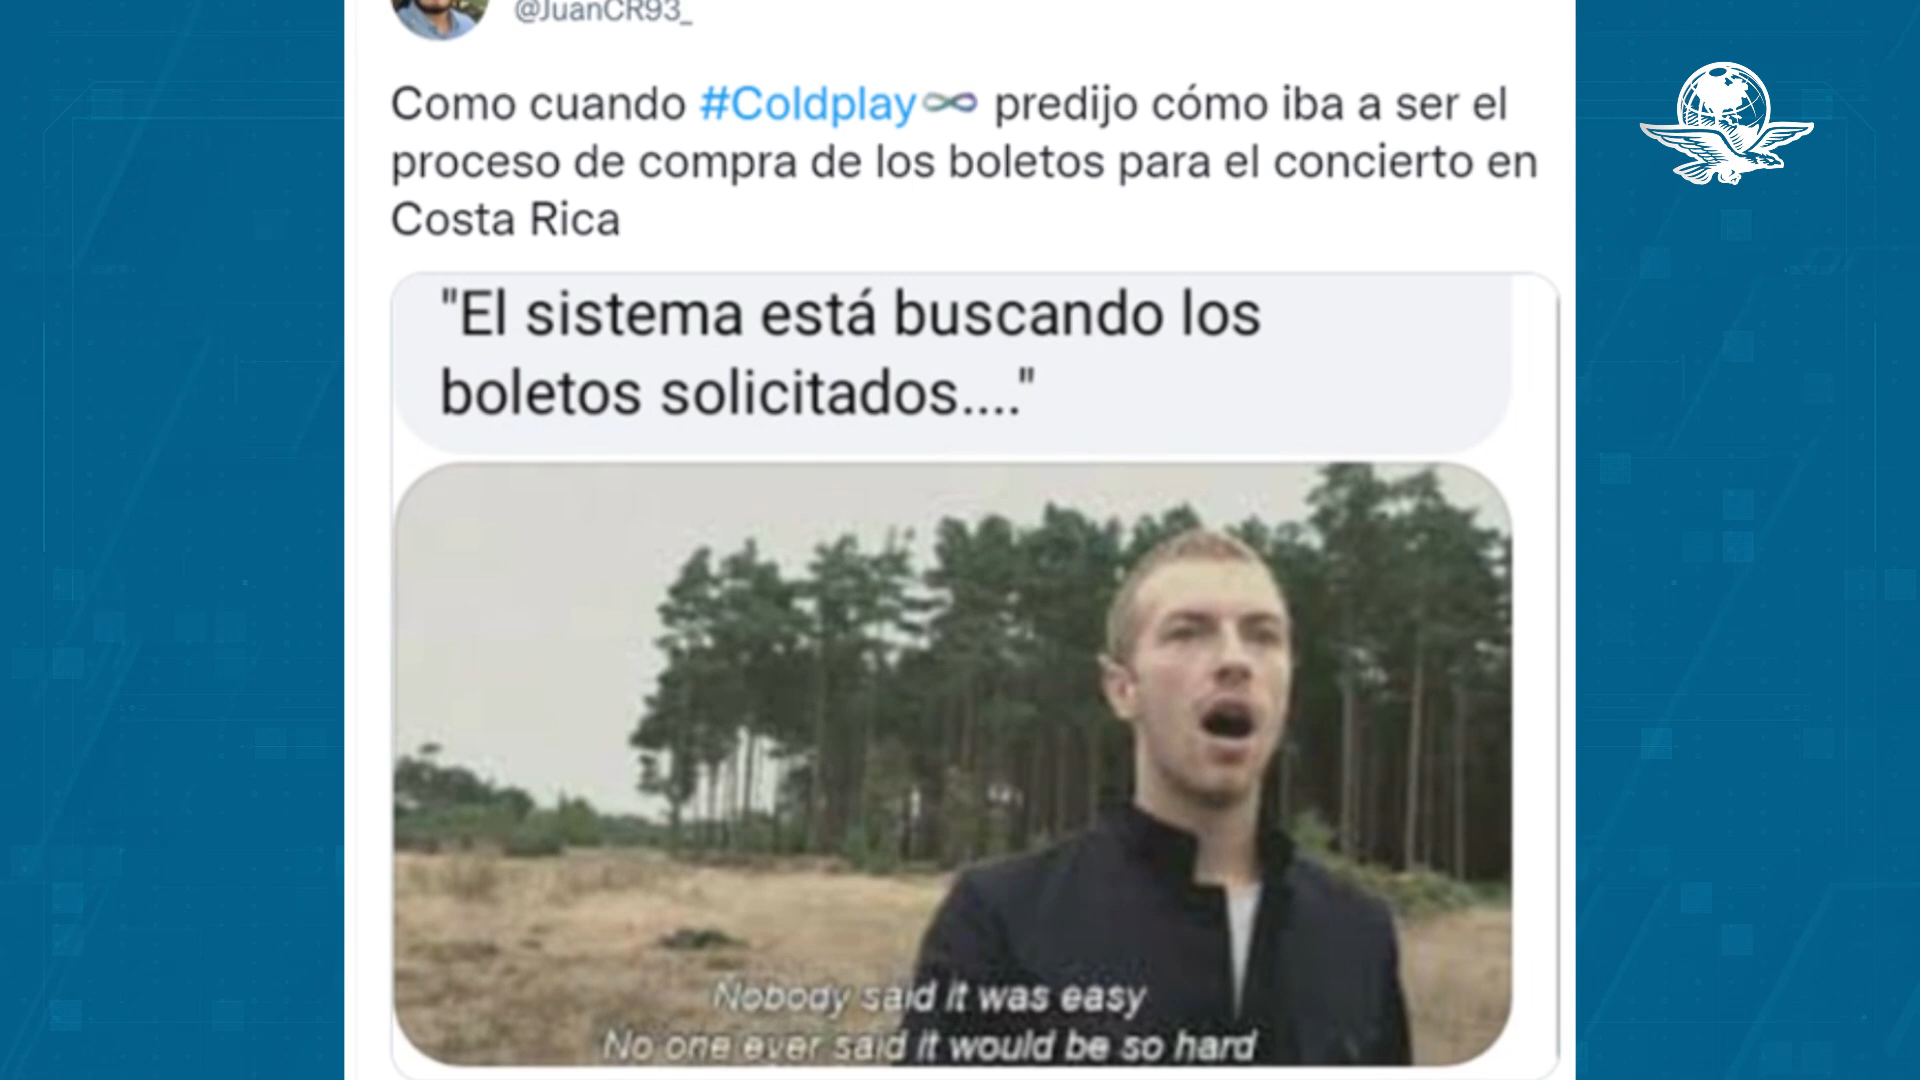 @JuanCR93_
Como cuando #Coldplay predijo cómo iba a ser el
proceso de compra de los boletos para el concierto en
Costa Rica
"El sistema está buscando los
boletos solicitados...."
Nobody said it was easy
No one ever said it would be so hard